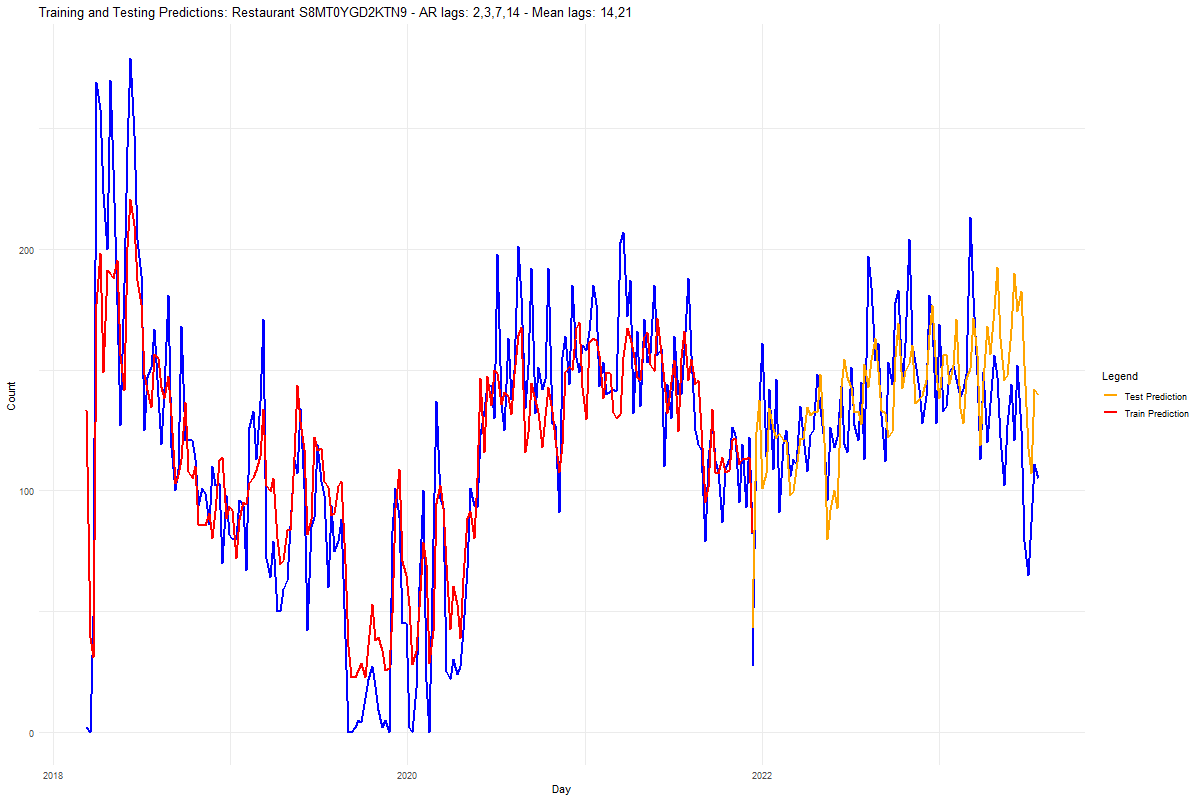 Training and Testing Predictions: Restaurant S8MT0YGD2KTN9 - AR lags: 2,3,7,14 - Mean lags: 14,21
Count
200
100
0
2018
2020
2022
Day
Legend
Test Prediction
Train Prediction